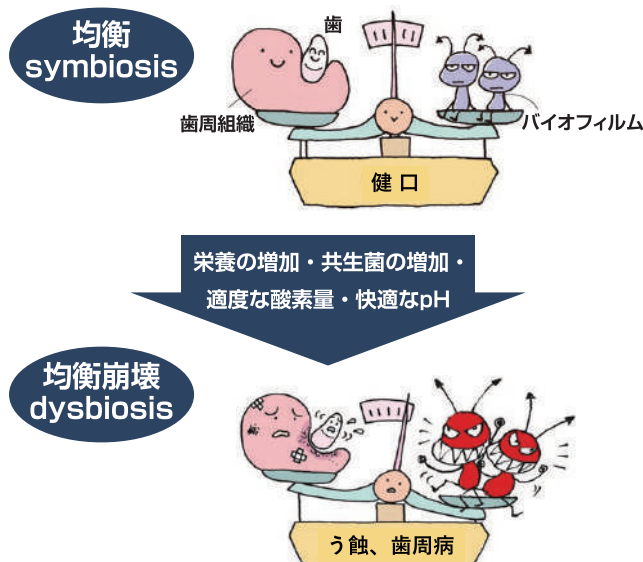 均衡
symbiosis
歯
歯周組織
バイオフィルム
健口
栄養の増加・共生菌の増加・
適度な酸素量・快適なpH
均衡崩壊
dysbiosis
う蝕、歯周病